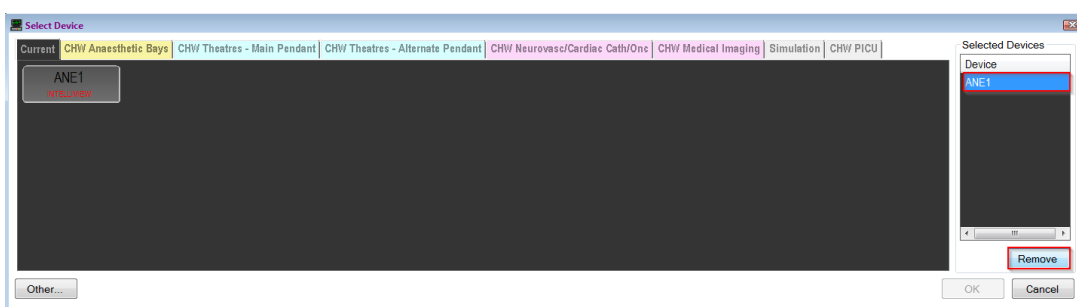 Select Device
Current CHW Anaesthetic Bays CHW Theatres - Main Pendant CHW Theatres - Alternate Pendant CHW Neurovasc/Cardiac Cath/Onc CHW Medical Imaging Simulation CHW PICU
Selected Devices
Device
ANE1
ANE1
INTELLIVIEW
Remove
Other...
OK Cancel